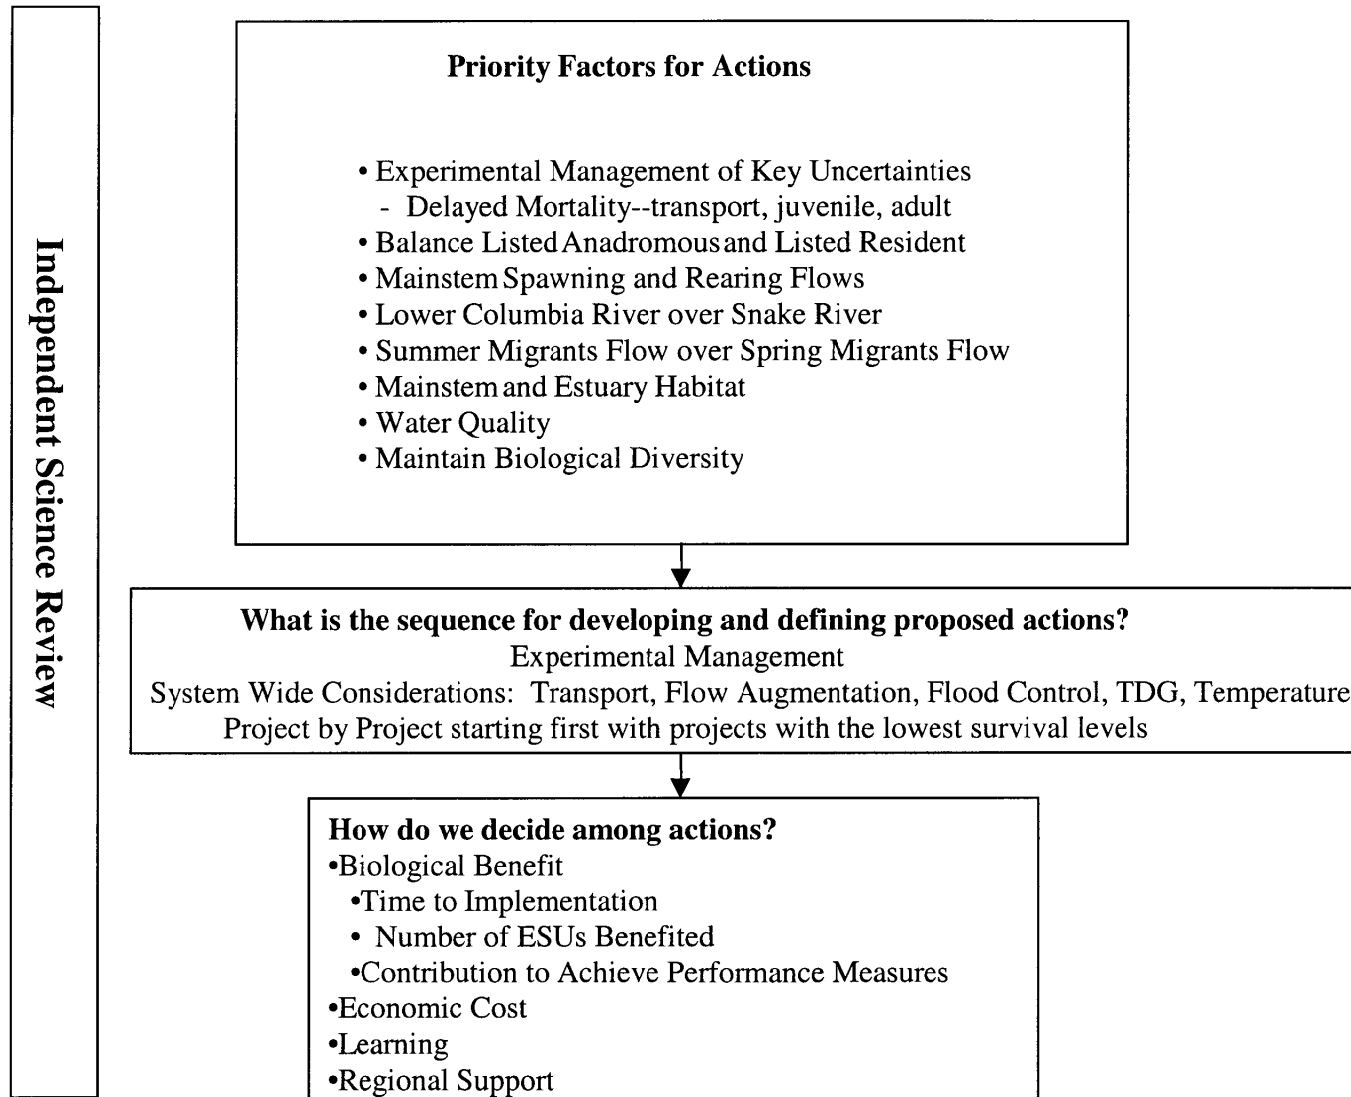 Independent Science Review
Priority Factors for Actions
• Experimental Management of Key Uncertainties
- Delayed Mortality--transport, juvenile, adult
• Balance Listed Anadromous and Listed Resident
• Mainstem Spawning and Rearing Flows
• Lower Columbia River over Snake River
• Summer Migrants Flow over Spring Migrants Flow
• Mainstem and Estuary Habitat
• Water Quality
• Maintain Biological Diversity
What is the sequence for developing and defining proposed actions?
Experimental Management
System Wide Considerations: Transport, Flow Augmentation, Flood Control, TDG, Temperature
Project by Project starting first with projects with the lowest survival levels
How do we decide among actions?
•Biological Benefit
•Time to Implementation
• Number of ESUs Benefited
•Contribution to Achieve Performance Measures
•Economic Cost
•Learning
•Regional Support